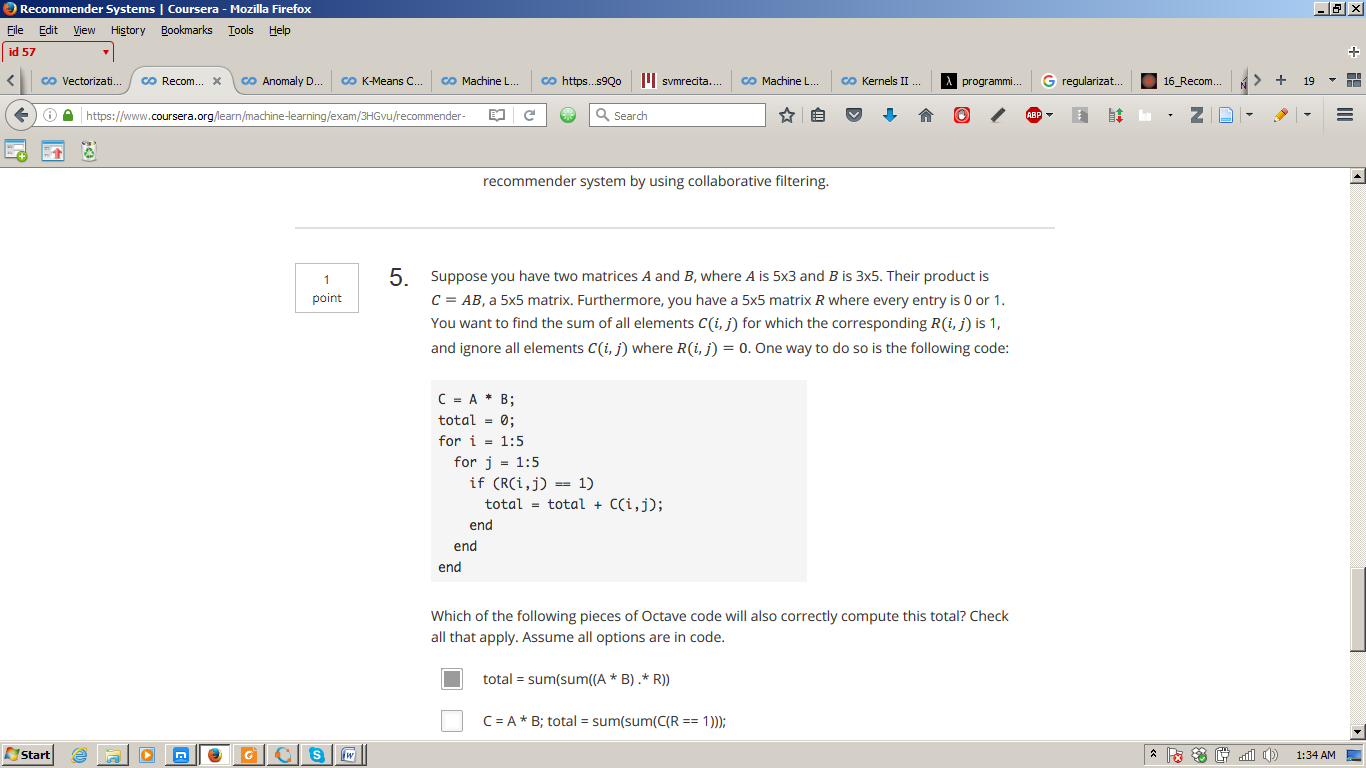 Recommender Systems | Coursera - Mozilla Firefox
File Edit View History Bookmarks Tools Help
id 57
Vectorizati... Recom... Anomaly D... K-Means C... Machine L... https...s9Qo svmrecita.... Machine L... Kernels II ... programmi... regularizat... 16_Recom... 19
https://www.coursera.org/learn/machine-learning/exam/3HGvu/recommender- Search ABP
recommender system by using collaborative filtering.
1
point
5. Suppose you have two matrices A and B, where A is 5x3 and B is 3x5. Their product is
C = AB, a 5x5 matrix. Furthermore, you have a 5x5 matrix R where every entry is 0 or 1.
You want to find the sum of all elements C(i, j) for which the corresponding R(i, j) is 1,
and ignore all elements C(i, j) where R(i, j) = 0. One way to do so is the following code:
C = A * B;
total = 0;
for i = 1:5
for j = 1:5
if (R(i,j) == 1)
total = total + C(i,j);
end
end
end
Which of the following pieces of Octave code will also correctly compute this total? Check
all that apply. Assume all options are in code.
total = sum(sum((A * B) .* R))
C = A * B; total = sum(sum(C(R == 1)));
Start 1:34 AM